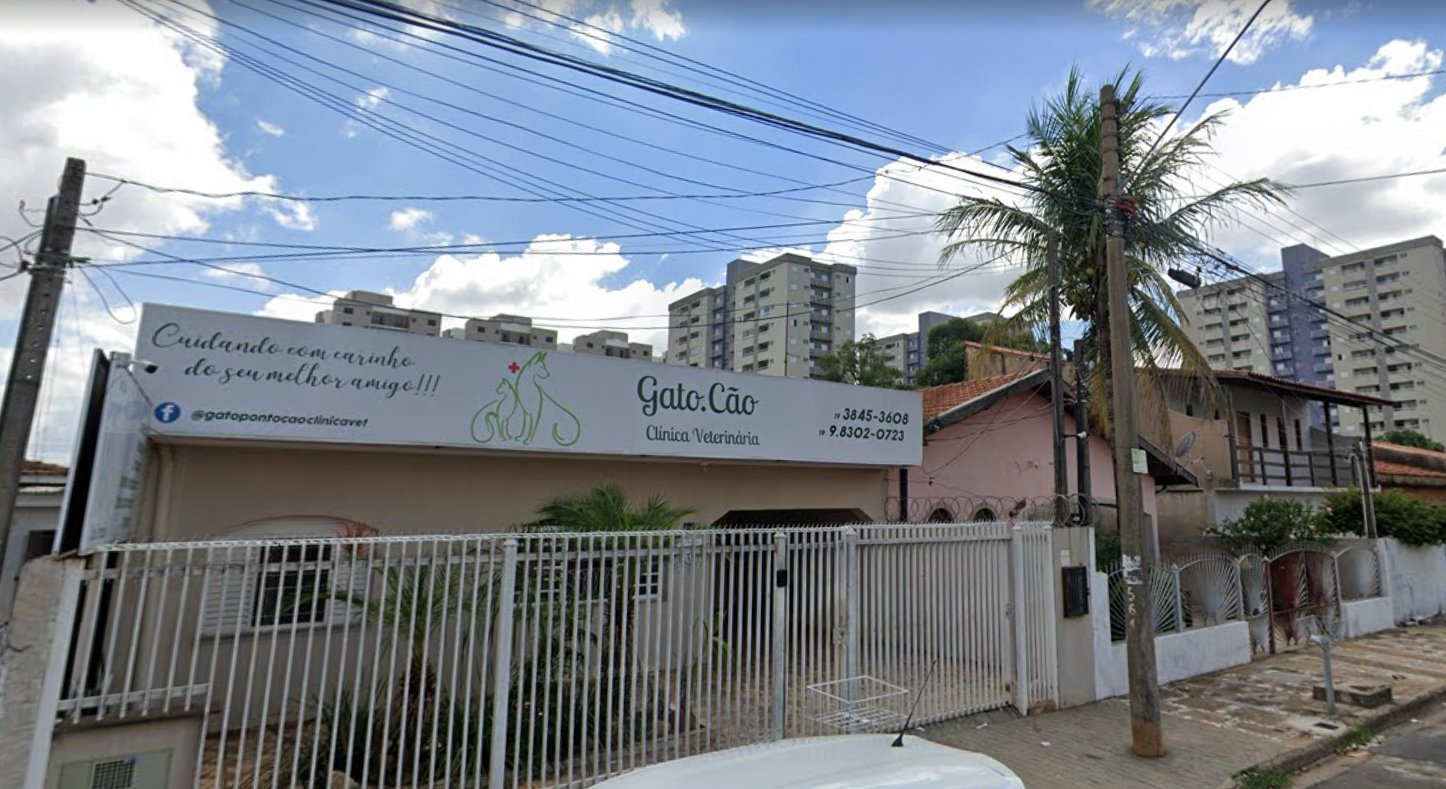 Cuidando com carinho
do seu melhor amigo!!!
@gatopontocaoclinicavet
Gato.Cão
Clínica Veterinária
19 3845-3608
19 9.8302-0723